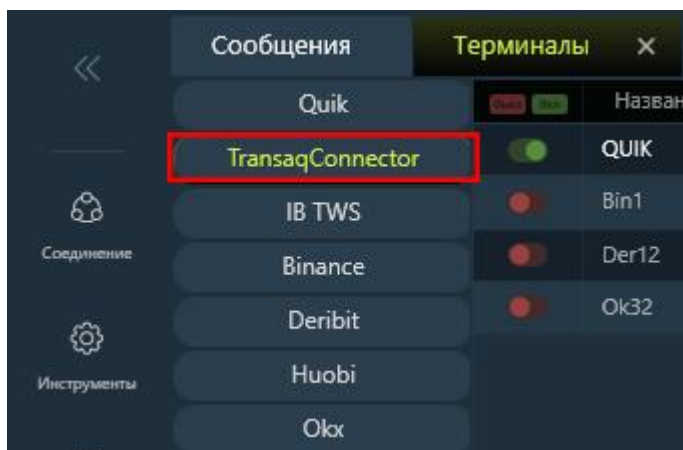 Сообщения
Терминалы ×
Quik
Назван
TransaqConnector
QUIK
IB TWS
Bin1
Соединение
Binance
Der12
Deribit
Ok32
Инструменты
Huobi
Okx